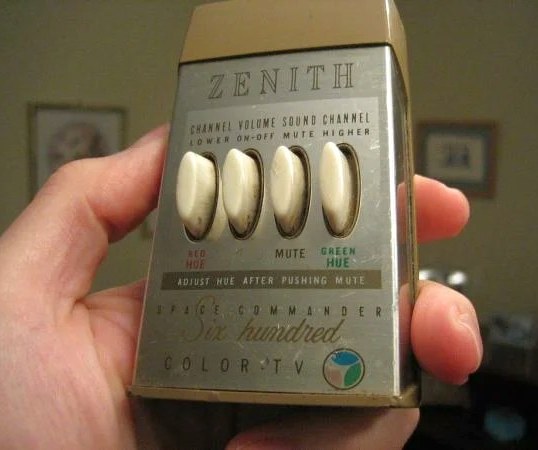 ZENITH
CHANNEL VOLUME SOUND CHANNEL
LOWER ON-OFF MUTE HIGHER
RED MUTE GREEN
HUE HUE
ADJUST HUE AFTER PUSHING MUTE
SPACE COMMANDER
Six hundred
COLOR·TV